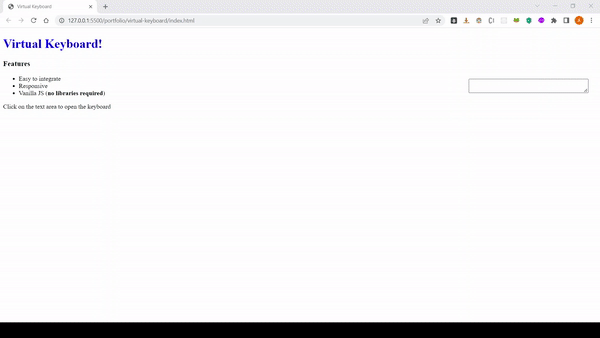 Virtual Keyboard
127.0.0.1:5500/portfolio/virtual-keyboard/index.html
Virtual Keyboard!
Features
Easy to integrate
Responsive
Vanilla JS (no libraries required)
Click on the text area to open the keyboard